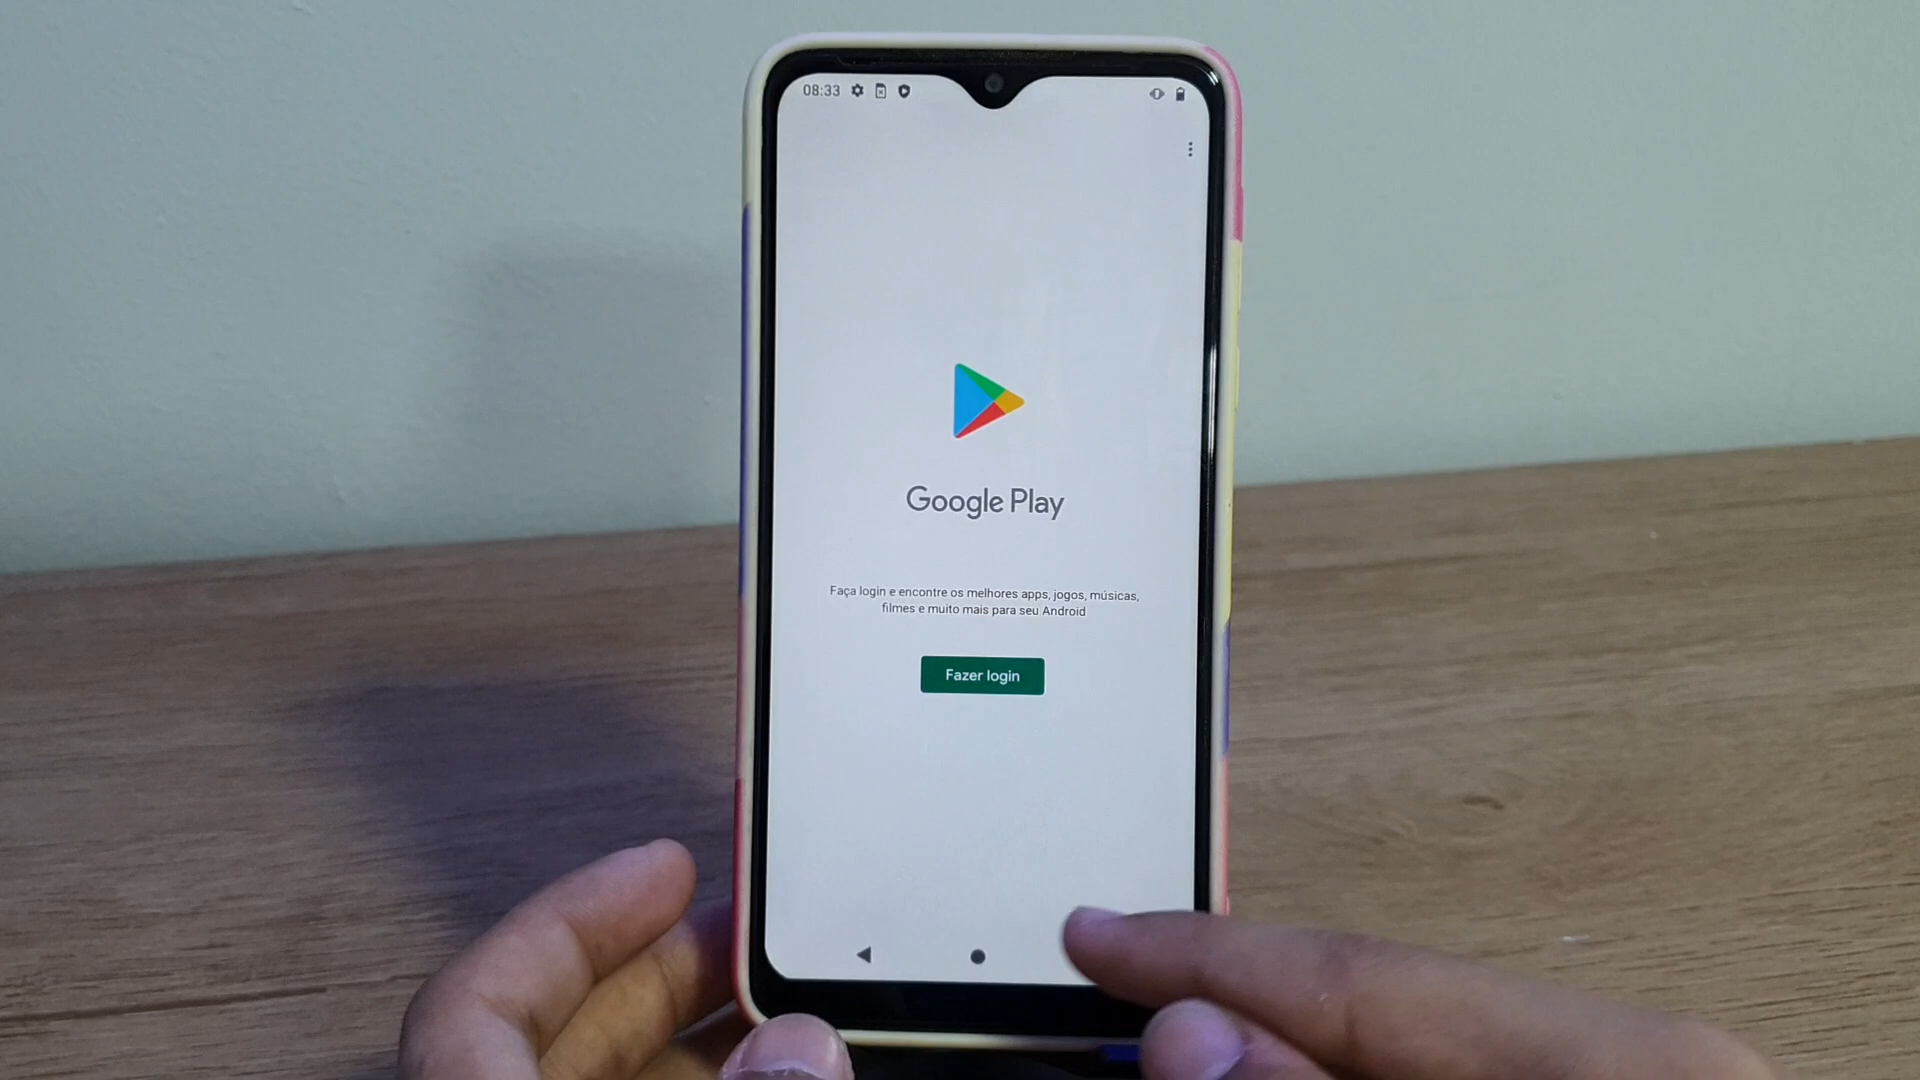 08:33
Google Play
Faça login e encontre os melhores apps, jogos, músicas,
filmes e muito mais para seu Android
Fazer login